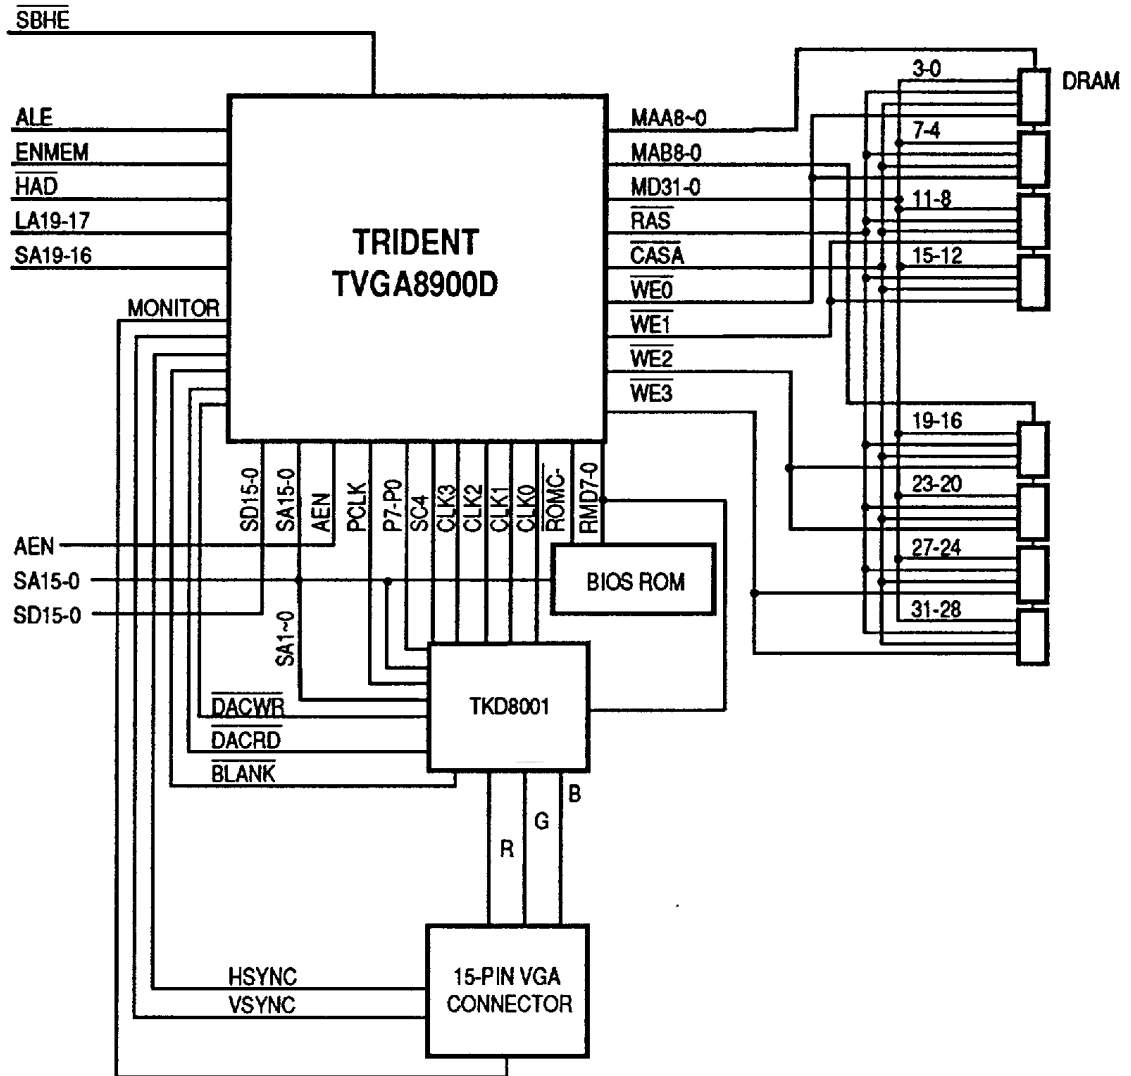 SBHE
ALE
ENMEM
HAD
LA19-17
SA19-16
MONITOR
TRIDENT
TVGA8900D
MAA8~0
MAB8-0
MD31-0
RAS
CASA
WE0
WE1
WE2
WE3
DRAM
3-0
7-4
11-8
15-12
19-16
23-20
27-24
31-28
SD15-0
SA15-0
AEN
PCLK
P7-P0
SC4
CLK3
CLK2
CLK1
CLK0
ROMC-
RMD7-0
AEN
SA15-0
SD15-0
BIOS ROM
SA1~0
TKD8001
DACWR
DACRD
BLANK
R
G
B
HSYNC
VSYNC
15-PIN VGA
CONNECTOR